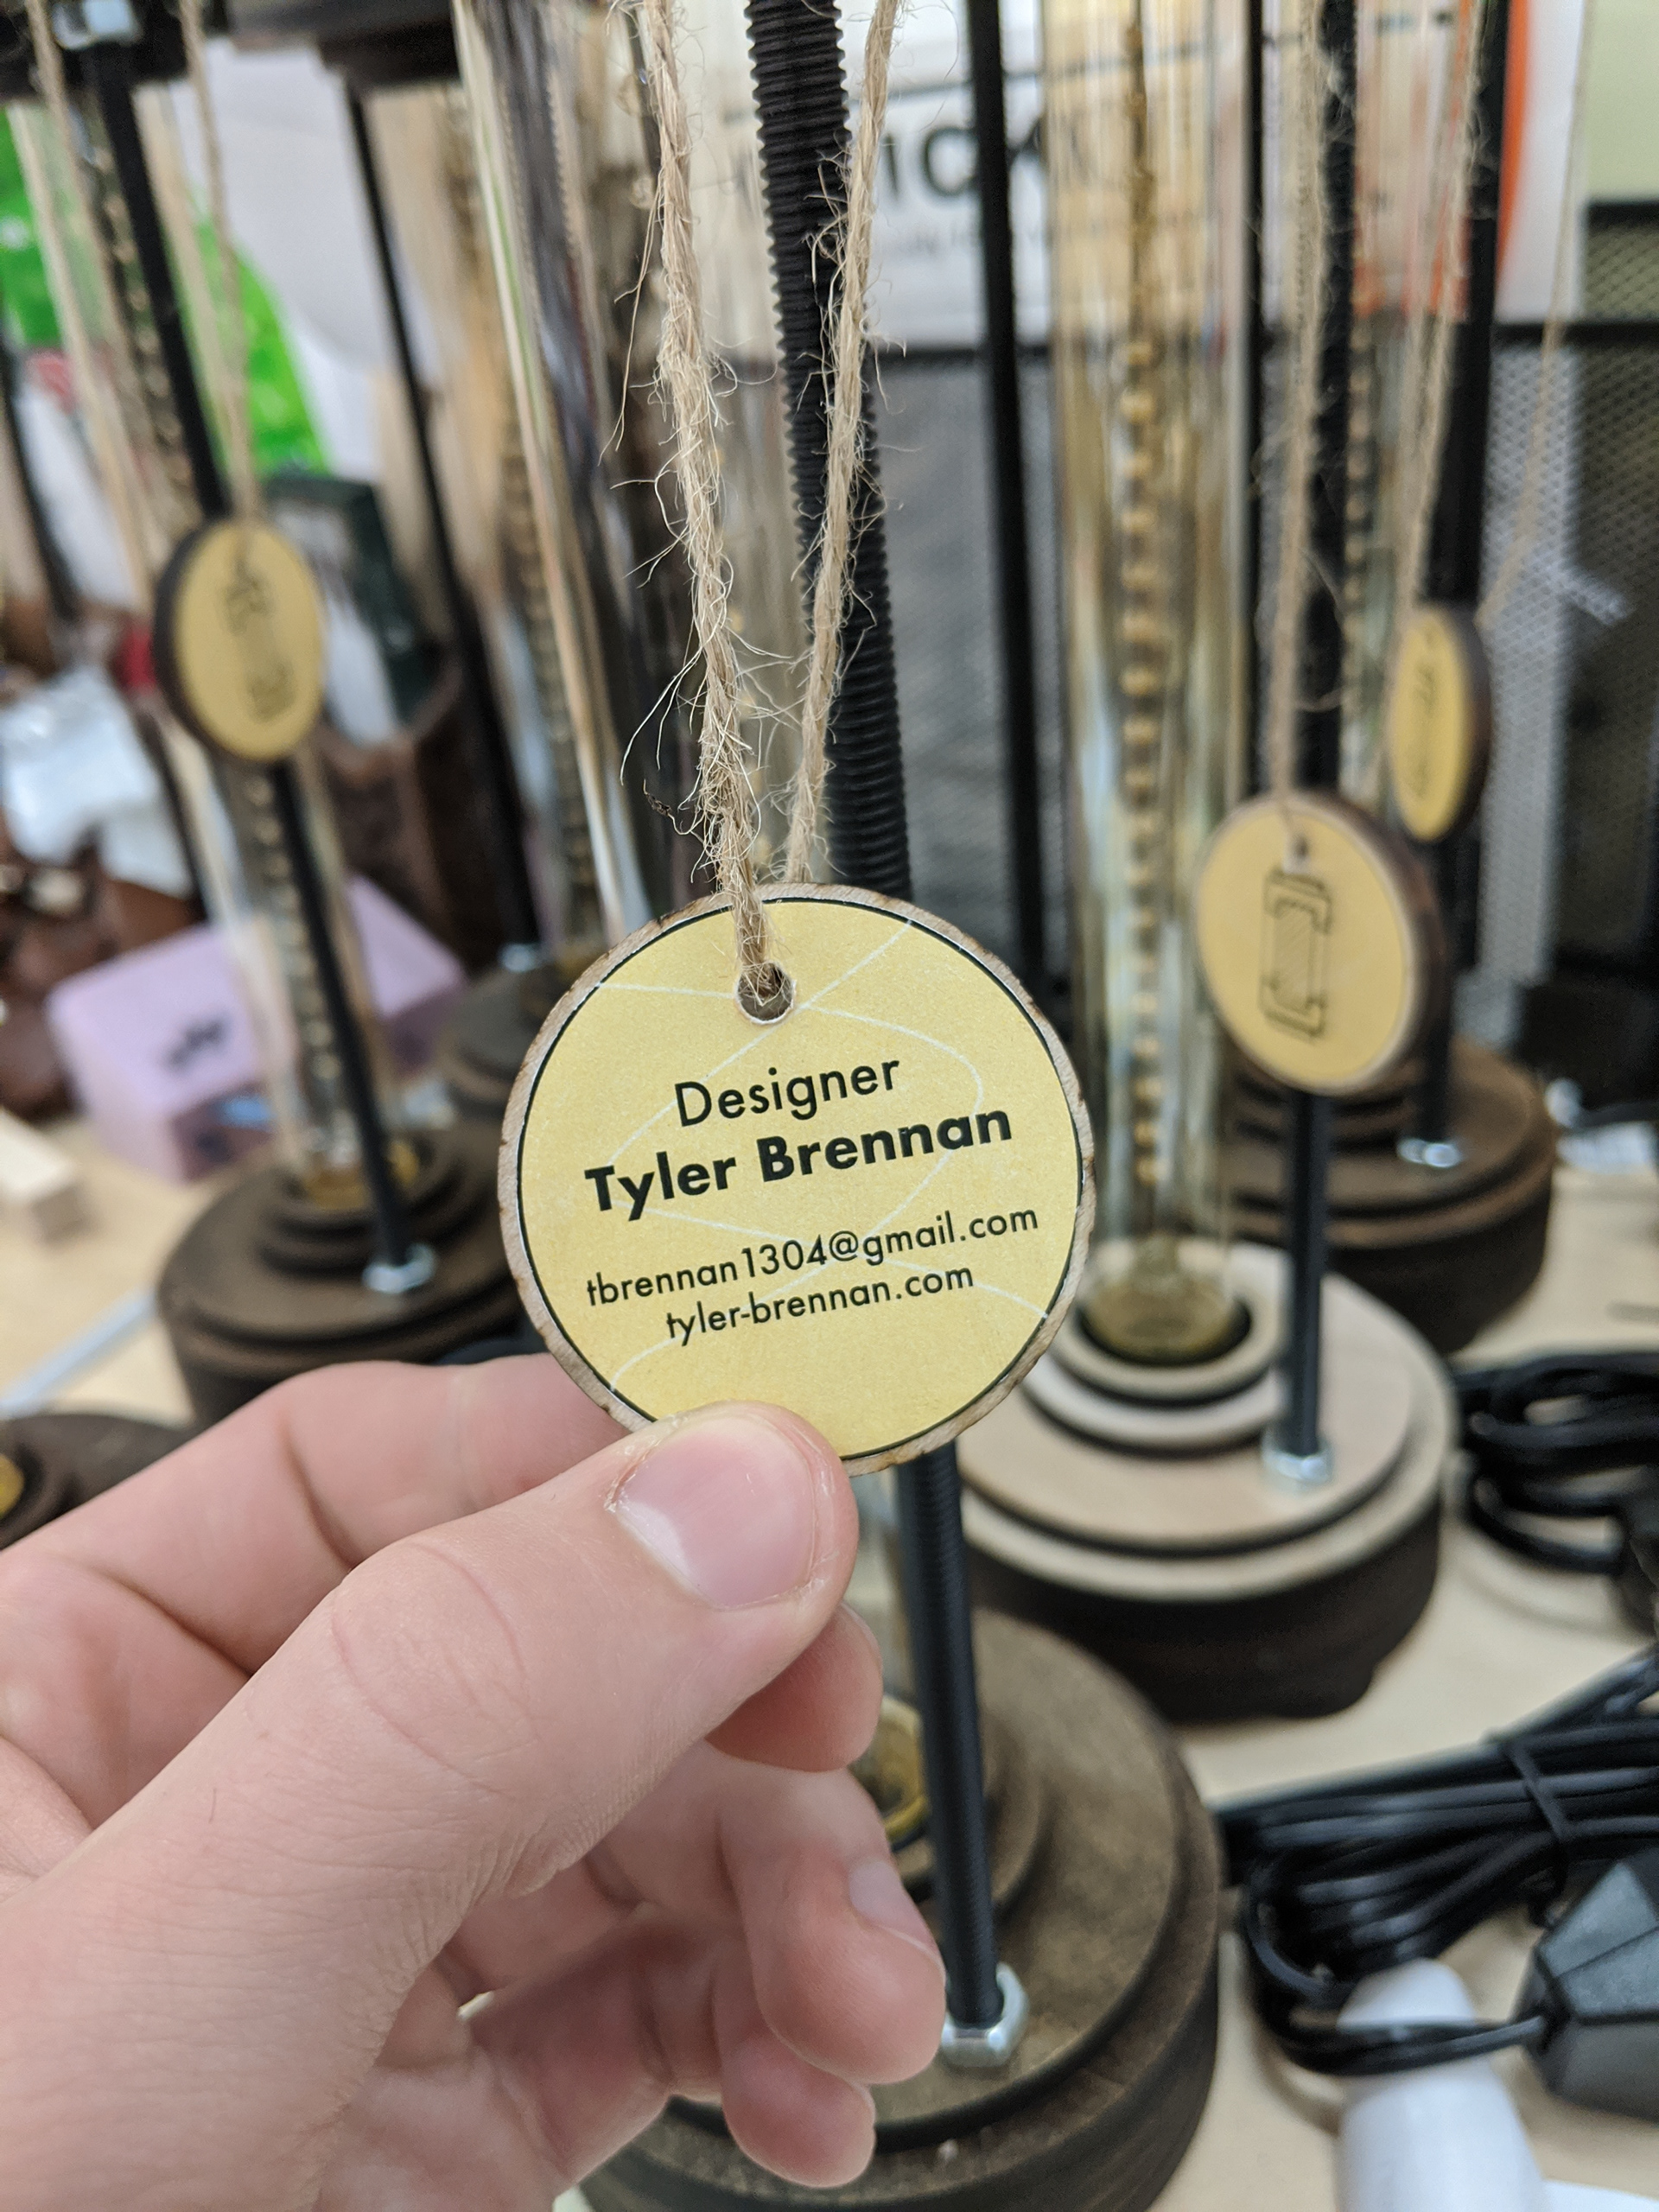 Designer
Tyler Brennan
tbrennan1304@gmail.com
tyler-brennan.com